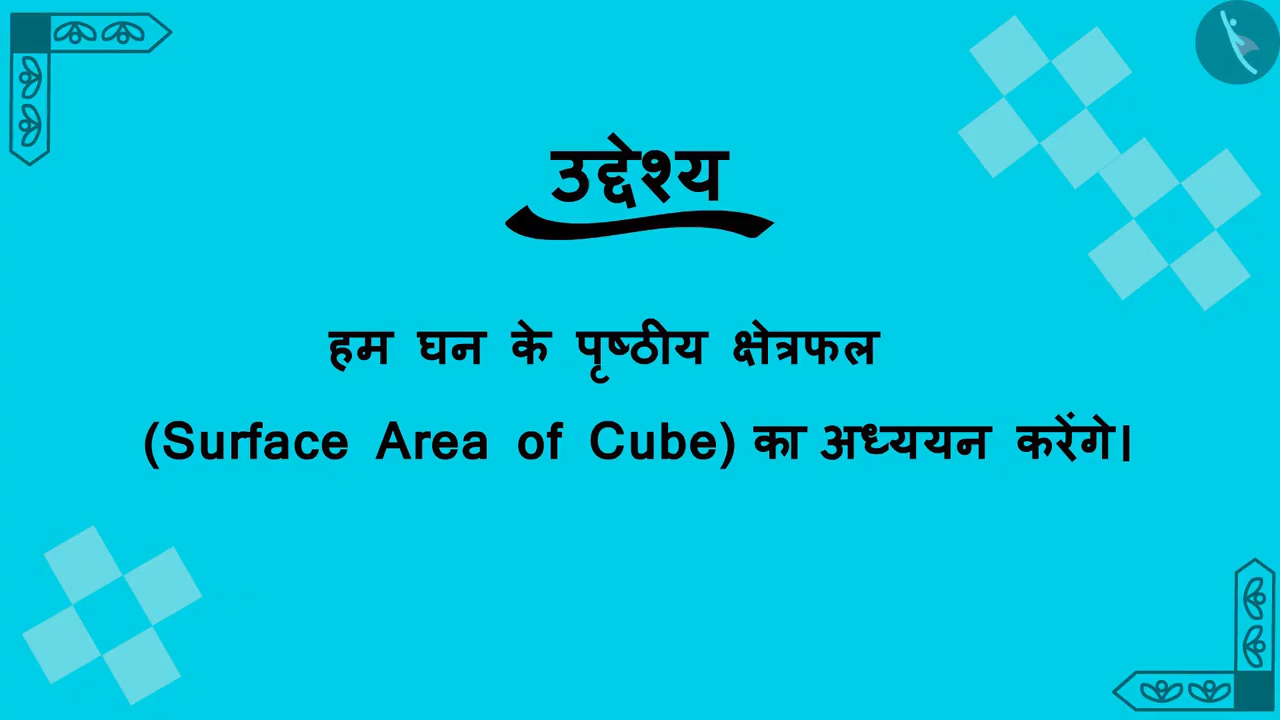 उद्देश्य
हम घन के पृष्ठीय क्षेत्रफल
(Surface Area of Cube) का अध्ययन करेंगे।